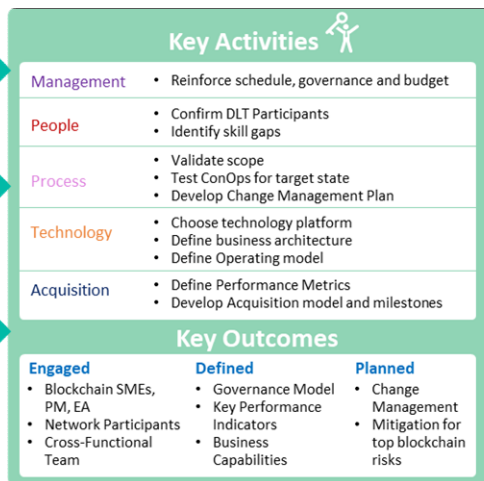 Key Activities
Management
• Reinforce schedule, governance and budget
People
• Confirm DLT Participants
• Identify skill gaps
Process
• Validate scope
• Test ConOps for target state
• Develop Change Management Plan
Technology
• Choose technology platform
• Define business architecture
• Define Operating model
Acquisition
• Define Performance Metrics
• Develop Acquisition model and milestones
Key Outcomes
Engaged
• Blockchain SMEs,
PM, EA
• Network Participants
• Cross-Functional
Team
Defined
• Governance Model
• Key Performance
Indicators
• Business
Capabilities
Planned
• Change
Management
• Mitigation for
top blockchain
risks